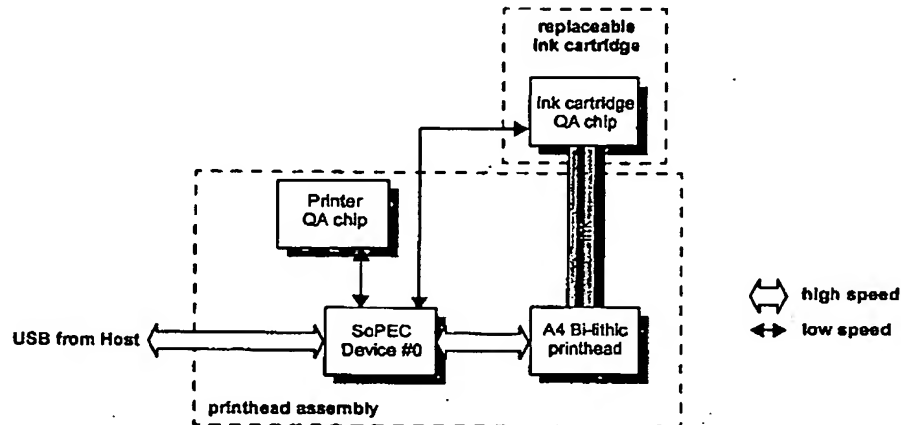 replaceable
ink cartridge
Ink cartridge
QA chip
Printer
QA chip
USB from Host
SoPEC
Device #0
A4 Bi-lithic
printhead
high speed
low speed
printhead assembly